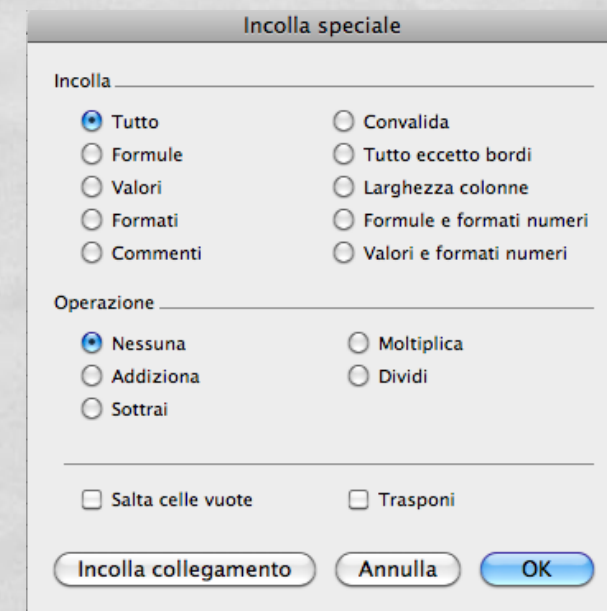 Incolla speciale
Incolla
Tutto
Convalida
Formule
Tutto eccetto bordi
Valori
Larghezza colonne
Formati
Formule e formati numeri
Commenti
Valori e formati numeri
Operazione
Nessuna
Moltiplica
Addiziona
Dividi
Sottrai
Salta celle vuote
Trasponi
Incolla collegamento
Annulla
OK